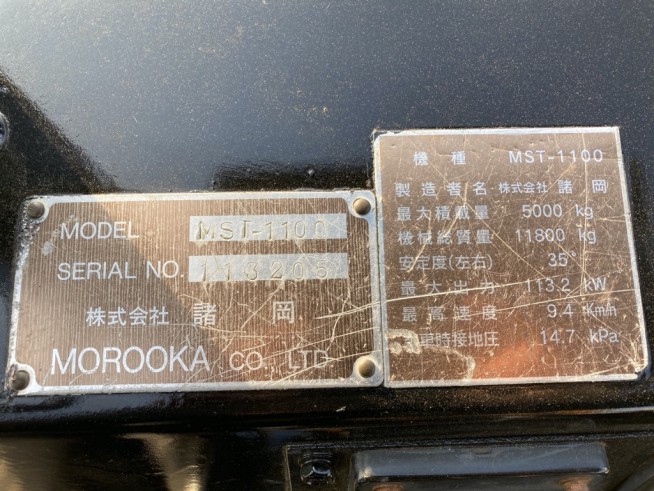 MODEL MST-1100
SERIAL NO. 113205
株式会社 諸岡
MOROOKA CO., LTD.
機種 MST-1100
製造者名 株式会社 諸岡
最大積載量 5000 kg
機械総質量 11800 kg
安定度(左右) 35°
最大出力 113.2 kW
最高速度 9.4 Km/h
車時接地圧 14.7 kPa